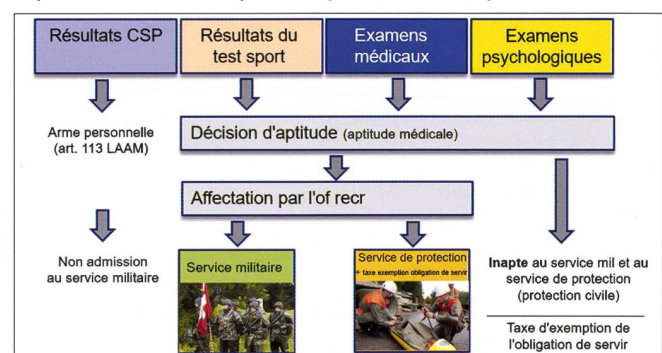 Résultats CSP
Résultats du
test sport
Examens
médicaux
Examens
psychologiques
Arme personnelle
(art. 113 LAAM)
Décision d'aptitude (aptitude médicale)
Affectation par l'of recr
Non admission
au service militaire
Service militaire
Service de protection
+ taxe exemption obligation de servir
Inapte au service mil et au
service de protection
(protection civile)
Taxe d'exemption de
l'obligation de servir